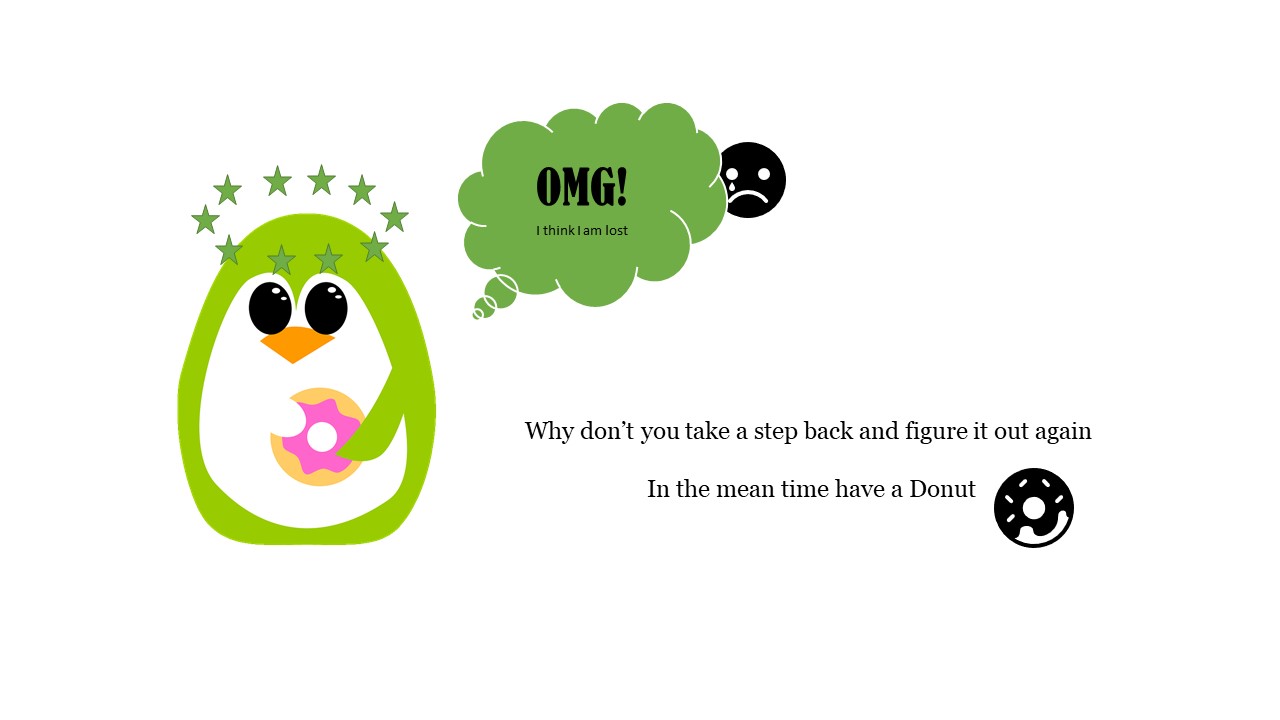 OMG!
I think I am lost
Why don’t you take a step back and figure it out again
In the mean time have a Donut